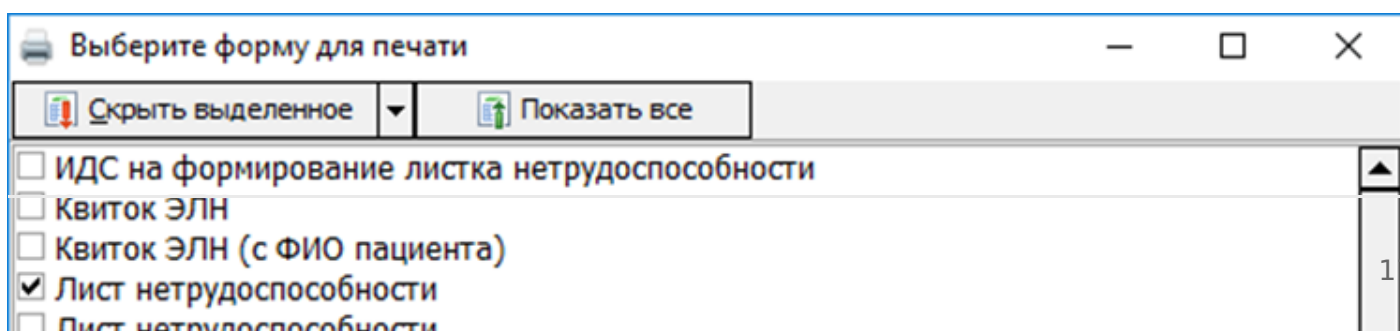 Выберите форму для печати
Скрыть выделенное
Показать все
ИДС на формирование листка нетрудоспособности
Квиток ЭЛН
Квиток ЭЛН (с ФИО пациента)
Лист нетрудоспособности
1
Лист нетрудоспособности